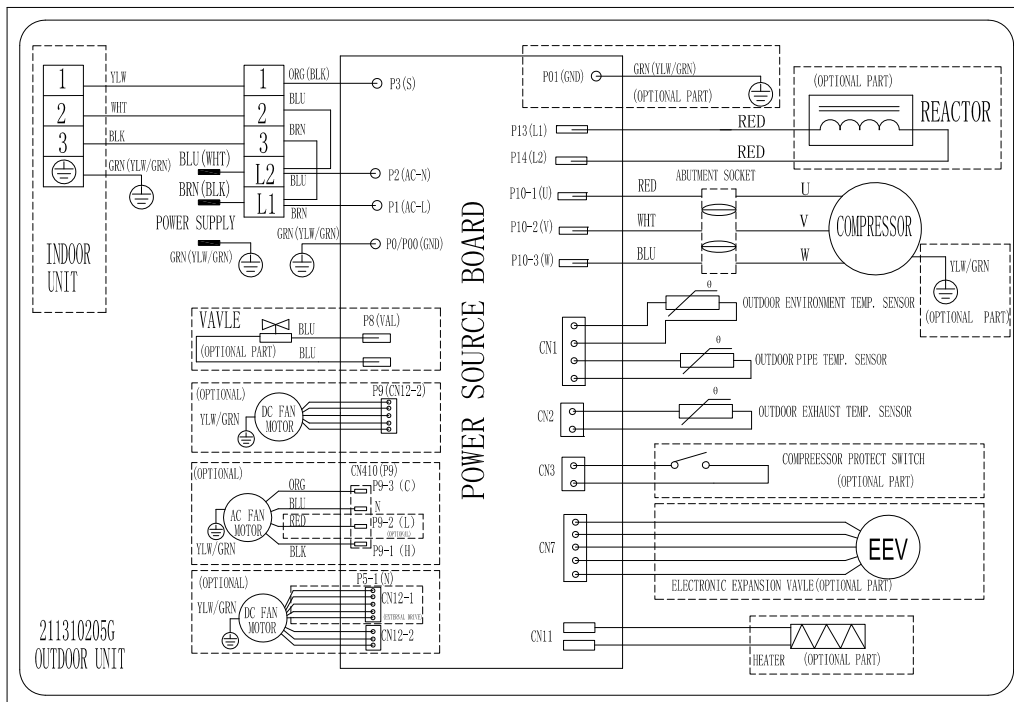 1
2
3
YLW
WHT
BLK
GRN(YLW/GRN)
INDOOR
UNIT
1
2
3
L2
L1
ORG(BLK)
BLU
BRN
BLU
BRN
BLU(WHT)
BRN(BLK)
POWER SUPPLY
GRN(YLW/GRN)
GRN(YLW/GRN)
P3(S)
P2(AC-N)
P1(AC-L)
P0/P00(GND)
POWER SOURCE BOARD
P01(GND)
GRN(YLW/GRN)
(OPTIONAL PART)
(OPTIONAL PART)
REACTOR
P13(L1)
RED
P14(L2)
RED
ABUTMENT SOCKET
P10-1(U)
RED
U
P10-2(V)
WHT
V
P10-3(W)
BLU
W
COMPRESSOR
YLW/GRN
(OPTIONAL PART)
VAVLE
P8(VAL)
BLU
(OPTIONAL PART)
BLU
θ
OUTDOOR ENVIRONMENT TEMP. SENSOR
CN1
θ
OUTDOOR PIPE TEMP. SENSOR
(OPTIONAL)
P9(CN12-2)
YLW/GRN
DC FAN
MOTOR
CN2
θ
OUTDOOR EXHAUST TEMP. SENSOR
CN3
COMPREESSOR PROTECT SWITCH
(OPTIONAL PART)
(OPTIONAL)
CN410(P9)
ORG
P9-3 (C)
BLU
N
RED
P9-2 (L)
(OPTIONAL)
BLK
P9-1 (H)
AC FAN
MOTOR
YLW/GRN
CN7
EEV
ELECTRONIC EXPANSION VAVLE(OPTIONAL PART)
(OPTIONAL)
P5-1(N)
YLW/GRN
DC FAN
MOTOR
CN12-1
(EXTERNAL DRIVE)
CN12-2
CN11
HEATER
(OPTIONAL PART)
211310205G
OUTDOOR UNIT